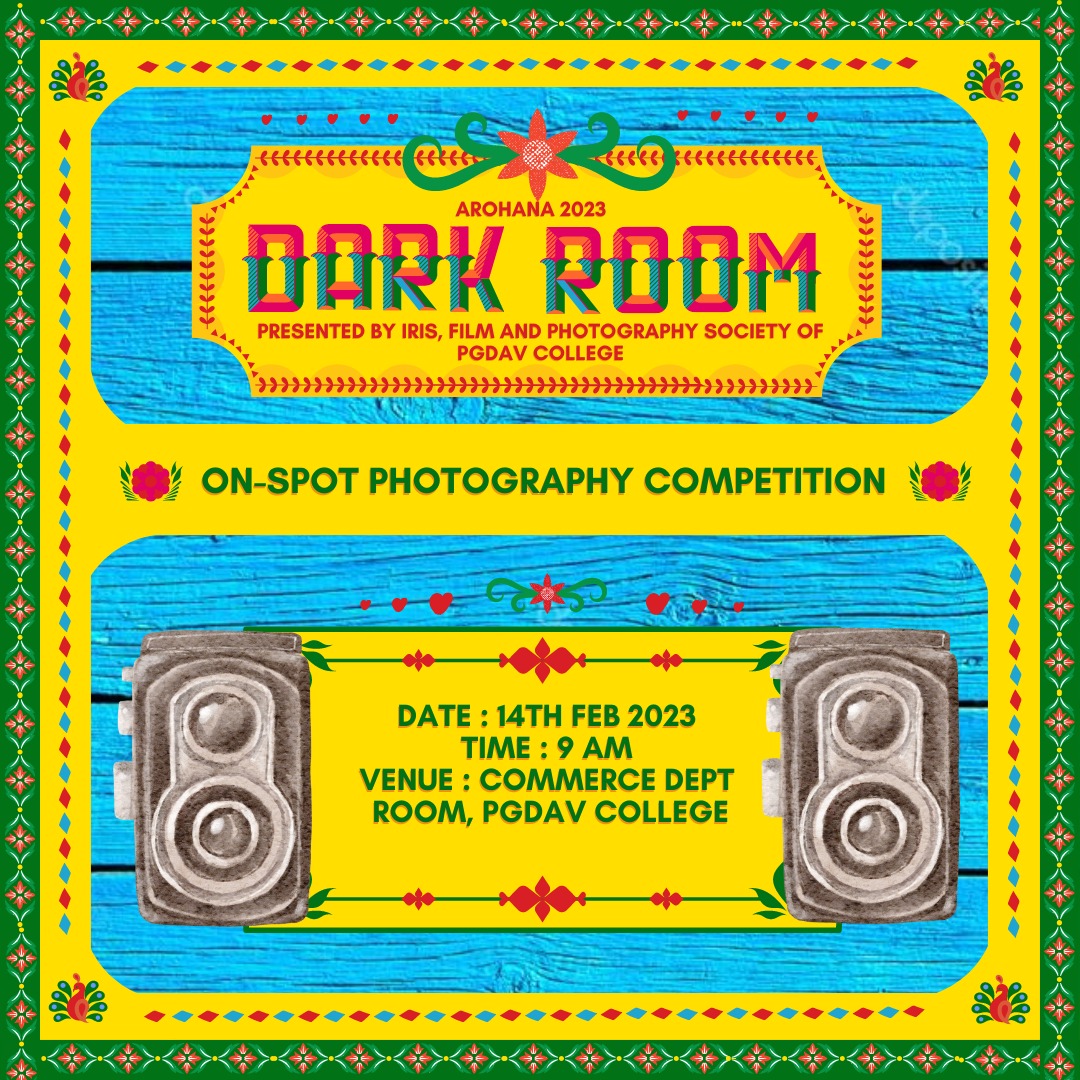 AROHANA 2023
DARK ROOM
PRESENTED BY IRIS, FILM AND PHOTOGRAPHY SOCIETY OF
PGDAV COLLEGE
ON-SPOT PHOTOGRAPHY COMPETITION
DATE : 14TH FEB 2023
TIME : 9 AM
VENUE : COMMERCE DEPT
ROOM, PGDAV COLLEGE